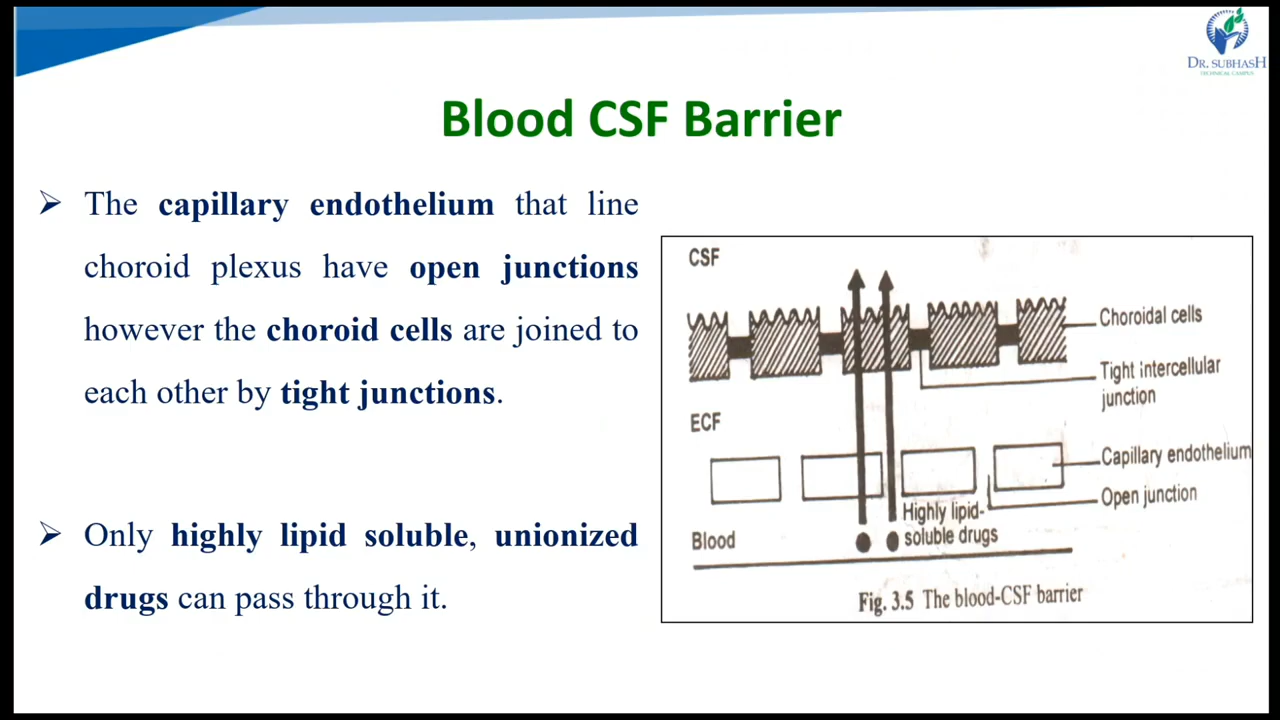 DR. SUBHASH
TECHNICAL CAMPUS
Blood CSF Barrier
➢ The capillary endothelium that line
choroid plexus have open junctions
however the choroid cells are joined to
each other by tight junctions.
➢ Only highly lipid soluble, unionized
drugs can pass through it.
CSF
Choroidal cells
Tight intercellular
junction
ECF
Capillary endothelium
Open junction
Highly lipid-
soluble drugs
Blood
Fig. 3.5 The blood-CSF barrier